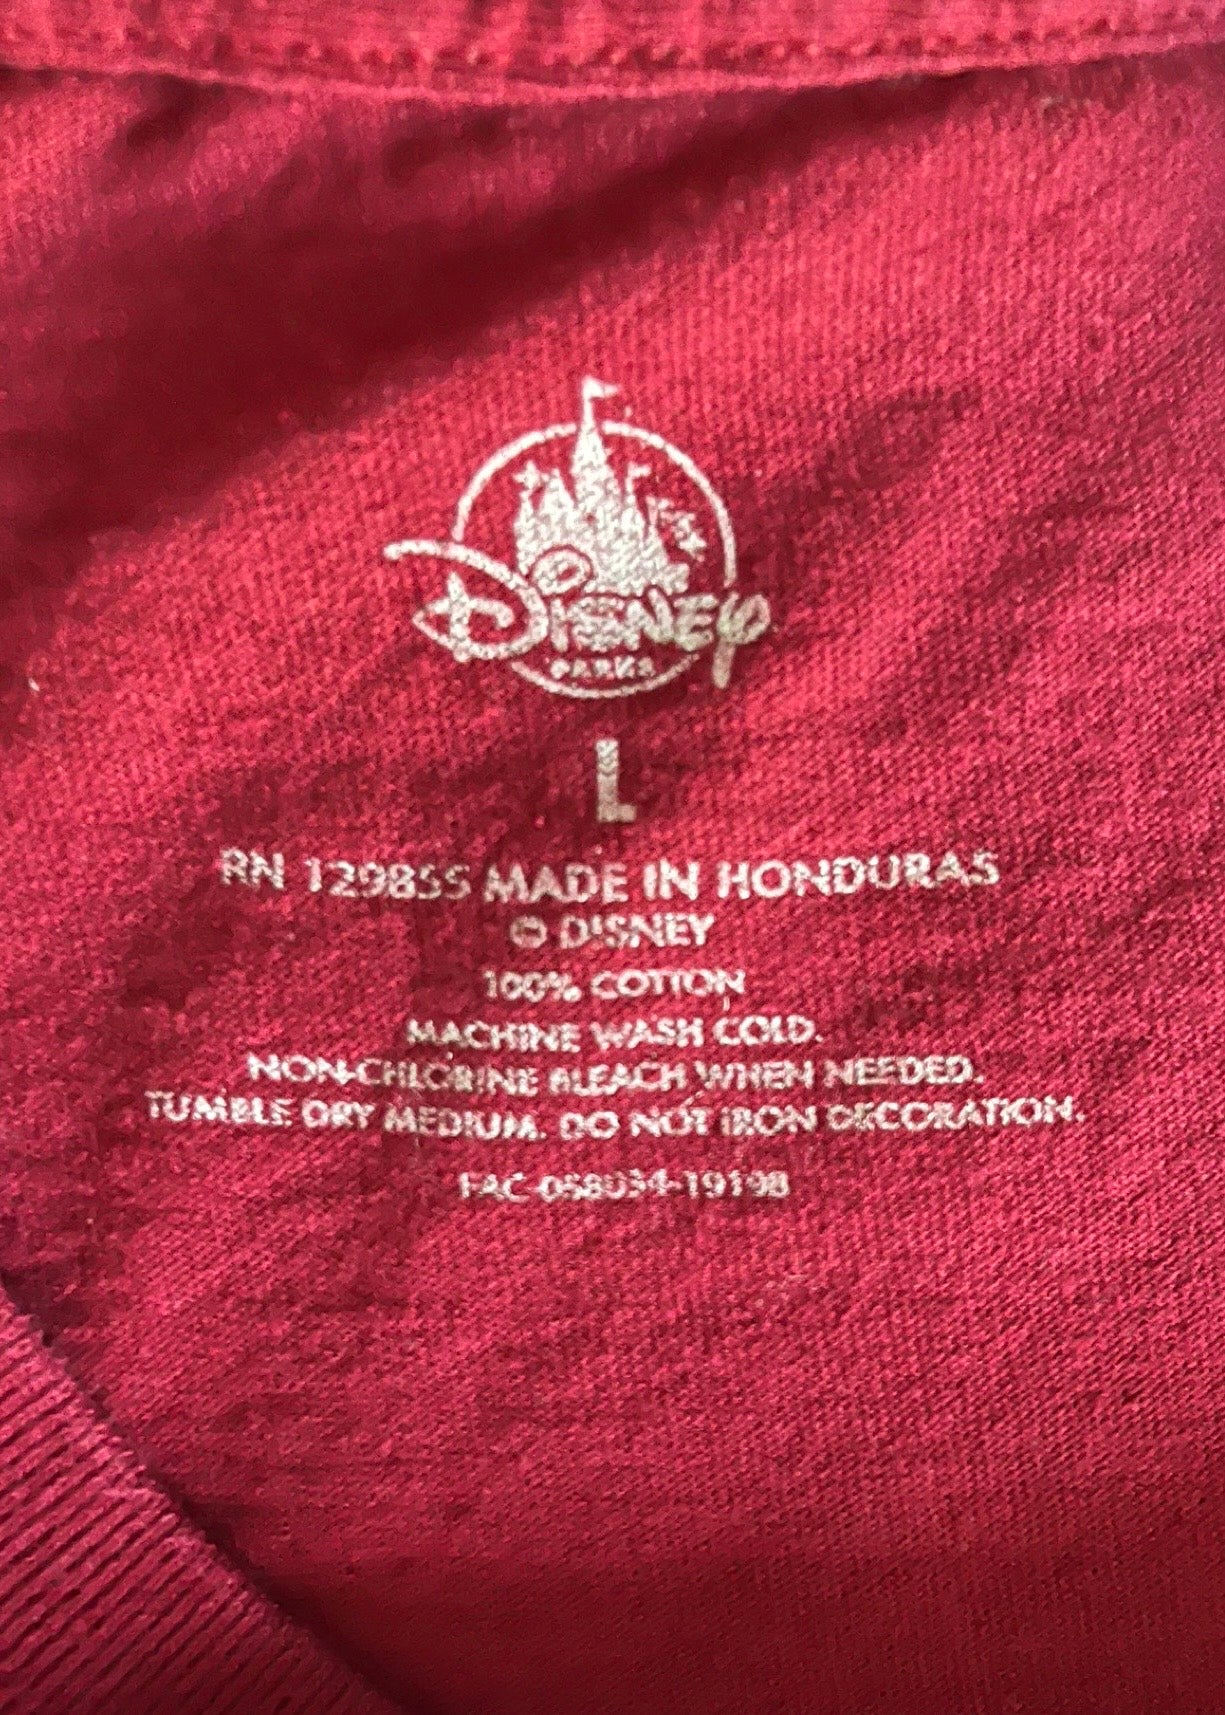 Disney
PARKS
L
RN 129855 MADE IN HONDURAS
© DISNEY
100% COTTON
MACHINE WASH COLD.
NON-CHLORINE BLEACH WHEN NEEDED.
TUMBLE DRY MEDIUM. DO NOT IRON DECORATION.
FAC-058034-19198